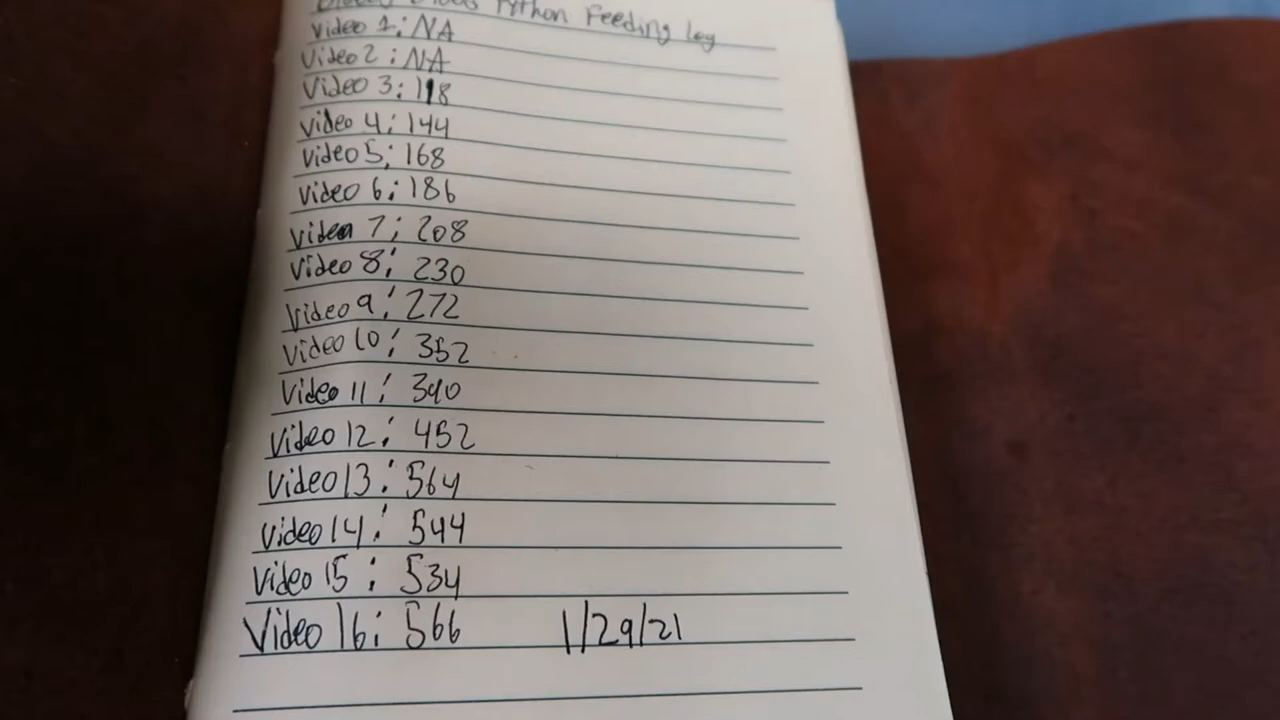 Blood Python Feeding Log
Video 1: NA
Video 2: NA
Video 3: 118
Video 4: 144
Video 5: 168
Video 6: 186
Video 7: 208
Video 8: 230
Video 9: 272
Video 10: 352
Video 11: 390
Video 12: 452
Video 13: 564
Video 14: 544
Video 15: 534
Video 16: 566 1/29/21